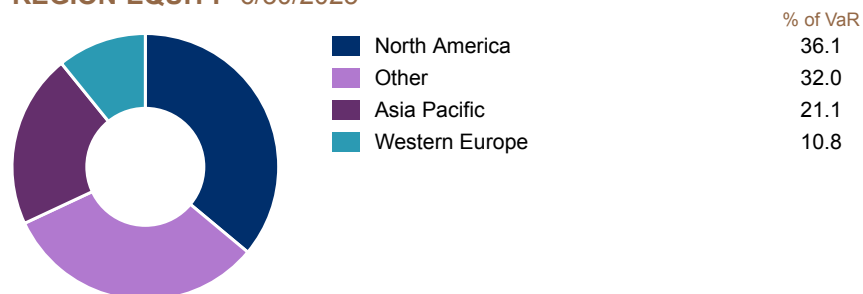 % of VaR
North America 36.1
Other 32.0
Asia Pacific 21.1
Western Europe 10.8